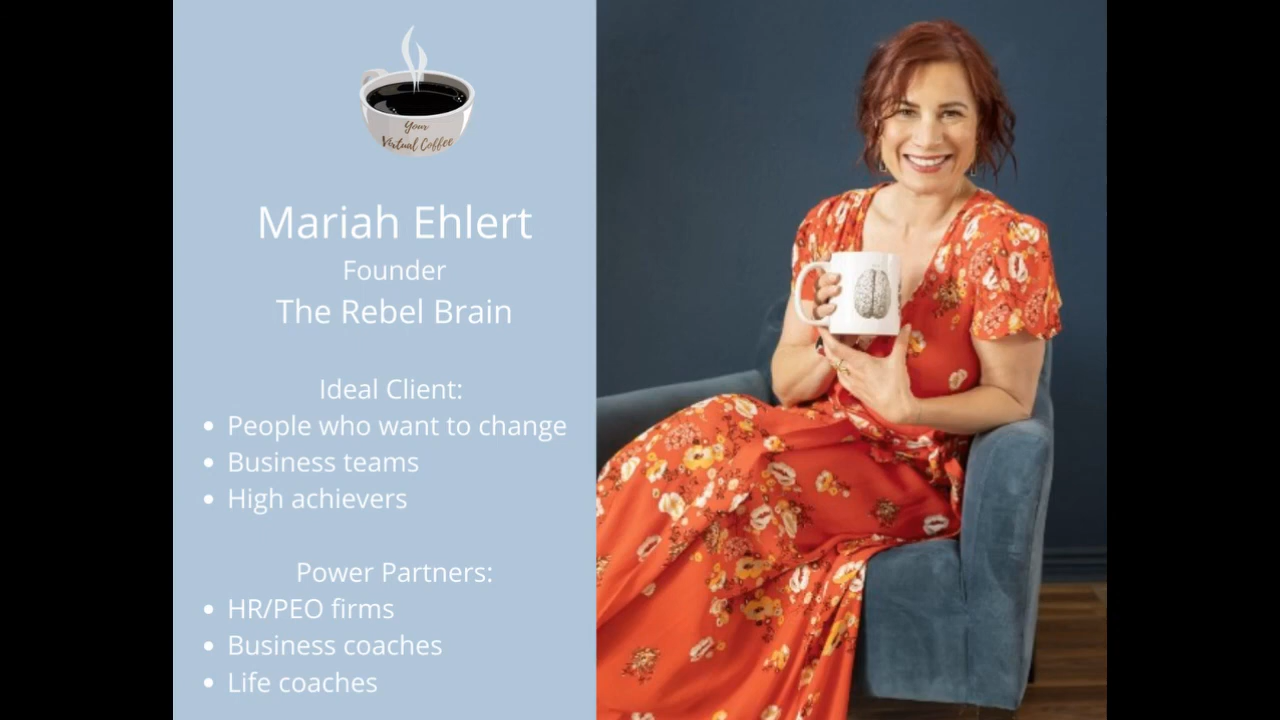 Your
Virtual Coffee
Mariah Ehlert
Founder
The Rebel Brain
Ideal Client:
• People who want to change
• Business teams
• High achievers
Power Partners:
• HR/PEO firms
• Business coaches
• Life coaches